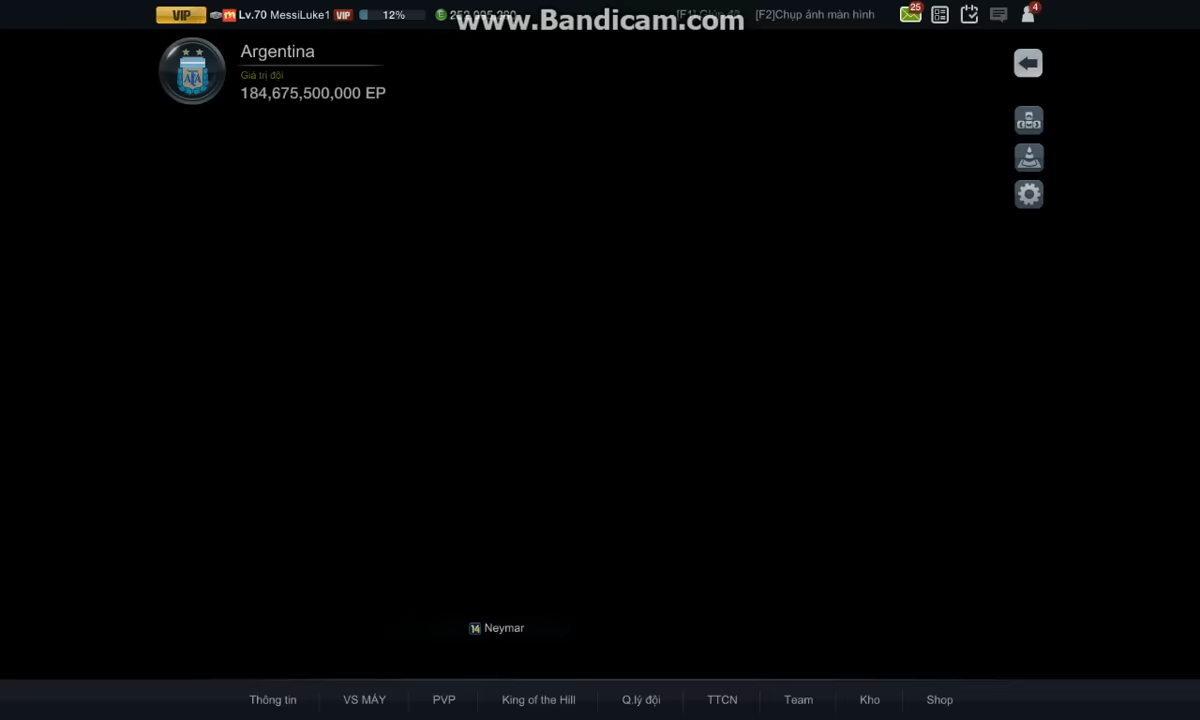 VIP
m Lv.70 MessiLuke1 VIP 12%
www.Bandicam.com
[F2]Chụp ảnh màn hình
25
4
Argentina
AFA
Giá trị đội
184,675,500,000 EP
14 Neymar
Thông tin
VS MÁY
PVP
King of the Hill
Q.lý đội
TTCN
Team
Kho
Shop